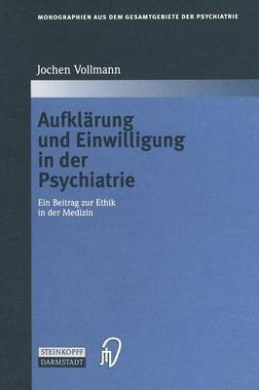 MONOGRAPHIEN AUS DEM GESAMTGEBIETE DER PSYCHIATRIE
Jochen Vollmann
Aufklärung
und Einwilligung
in der
Psychiatrie
Ein Beitrag zur Ethik
in der Medizin
STEINKOPFF
DARMSTADT